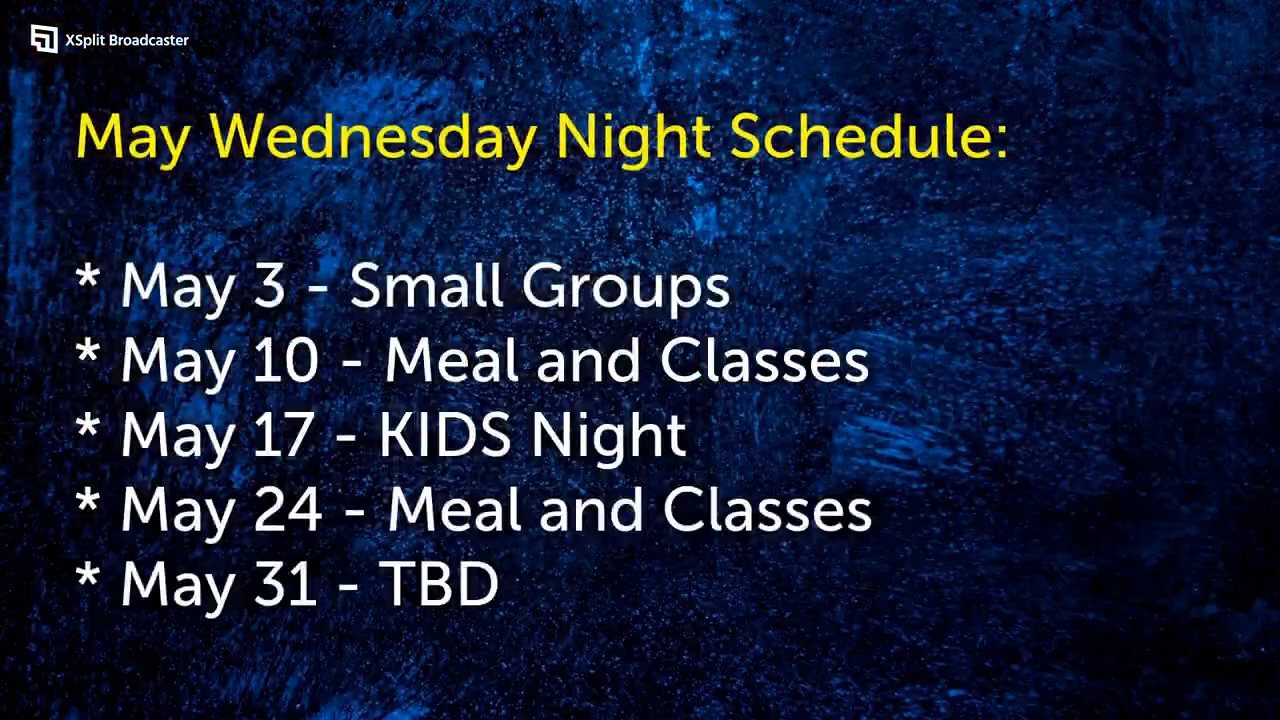 XSplit Broadcaster
May Wednesday Night Schedule:
* May 3 - Small Groups
* May 10 - Meal and Classes
* May 17 - KIDS Night
* May 24 - Meal and Classes
* May 31 - TBD